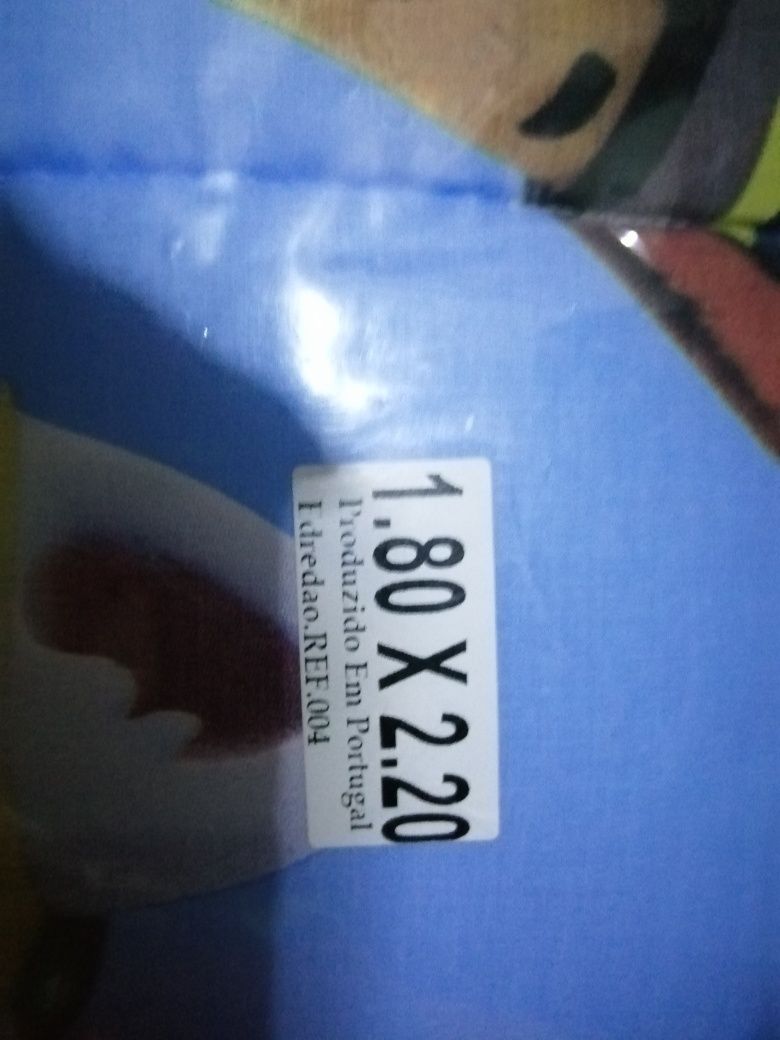 1.80 X 2.20
Produzido Em Portugal
Edredao.REF.004